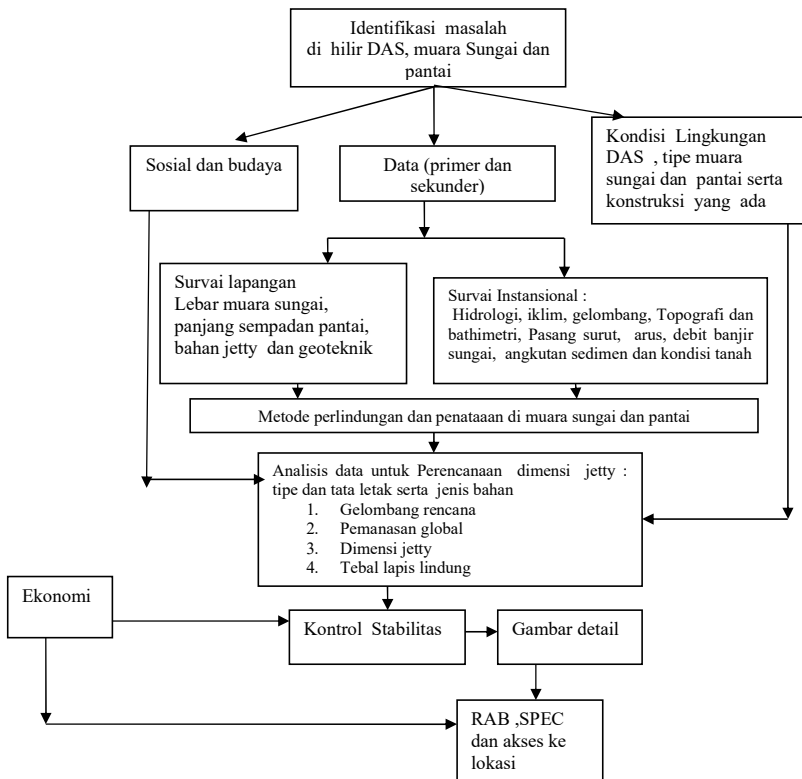 Identifikasi masalah
di hilir DAS, muara Sungai dan
pantai
Sosial dan budaya
Data (primer dan
sekunder)
Kondisi Lingkungan
DAS , tipe muara
sungai dan pantai serta
konstruksi yang ada
Survai lapangan
Lebar muara sungai,
panjang sempadan pantai,
bahan jetty dan geoteknik
Survai Instansional :
Hidrologi, iklim, gelombang, Topografi dan
bathimetri, Pasang surut, arus, debit banjir
sungai, angkutan sedimen dan kondisi tanah
Metode perlindungan dan penataaan di muara sungai dan pantai
Analisis data untuk Perencanaan dimensi jetty :
tipe dan tata letak serta jenis bahan
1. Gelombang rencana
2. Pemanasan global
3. Dimensi jetty
4. Tebal lapis lindung
Ekonomi
Kontrol Stabilitas
Gambar detail
RAB ,SPEC
dan akses ke
lokasi